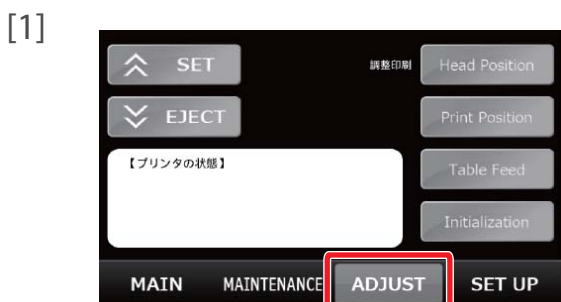 [1]
SET
調整印刷
Head Position
EJECT
Print Position
【プリンタの状態】
Table Feed
Initialization
MAIN
MAINTENANCE
ADJUST
SET UP